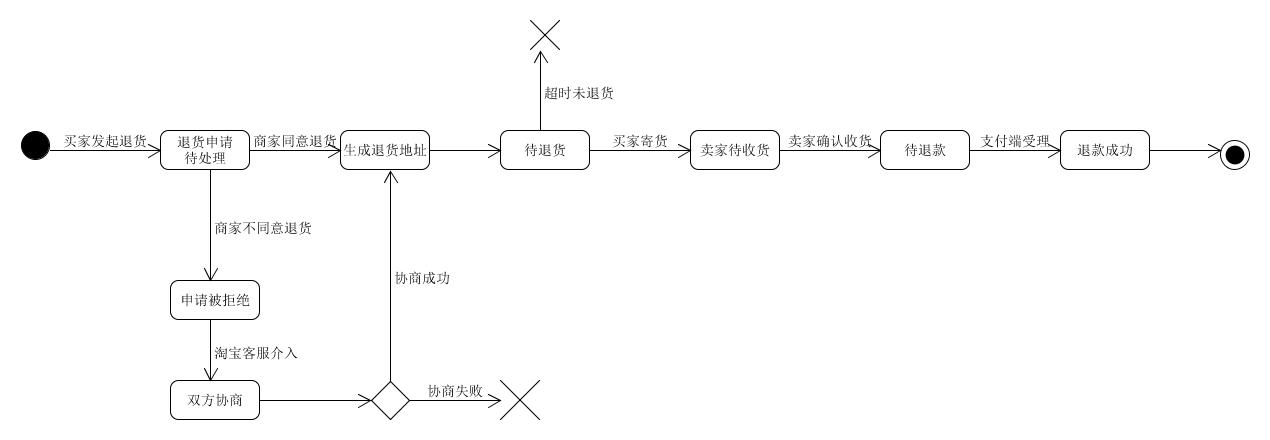 超时未退货
买家发起退货
退货申请
待处理
商家同意退货
生成退货地址
待退货
买家寄货
卖家待收货
卖家确认收货
待退款
支付端受理
退款成功
商家不同意退货
协商成功
申请被拒绝
淘宝客服介入
双方协商
协商失败